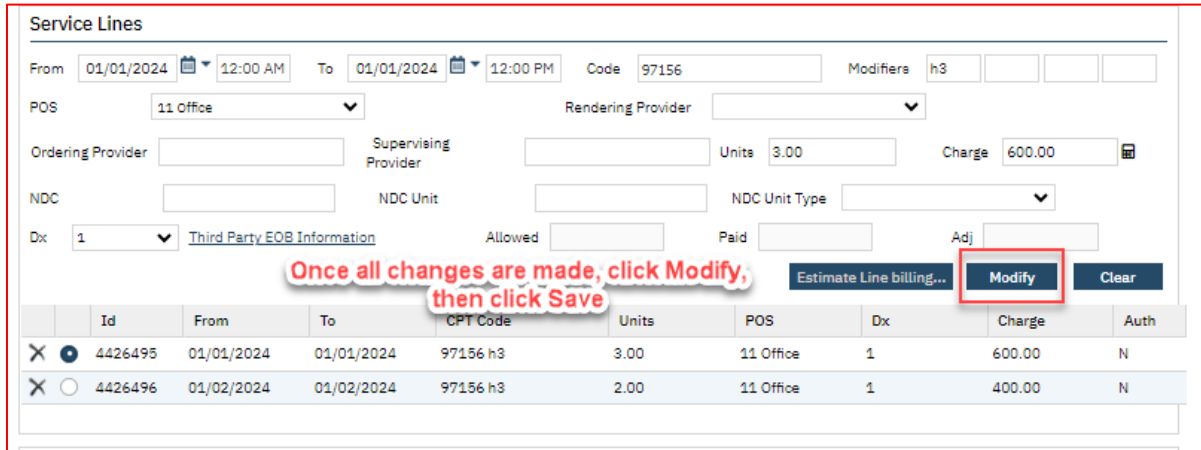 Service Lines
From 01/01/2024 12:00 AM To 01/01/2024 12:00 PM Code 97156 Modifiers h3
POS 11 Office Rendering Provider
Ordering Provider Supervising Provider Units 3.00 Charge 600.00
NDC NDC Unit NDC Unit Type
Dx 1 Third Party EOB Information Allowed Paid Adj
Once all changes are made, click Modify,
then click Save
Estimate Line billing... Modify Clear
Id From To CPT Code Units POS Dx Charge Auth
4426495 01/01/2024 01/01/2024 97156 h3 3.00 11 Office 1 600.00 N
4426496 01/02/2024 01/02/2024 97156 h3 2.00 11 Office 1 400.00 N